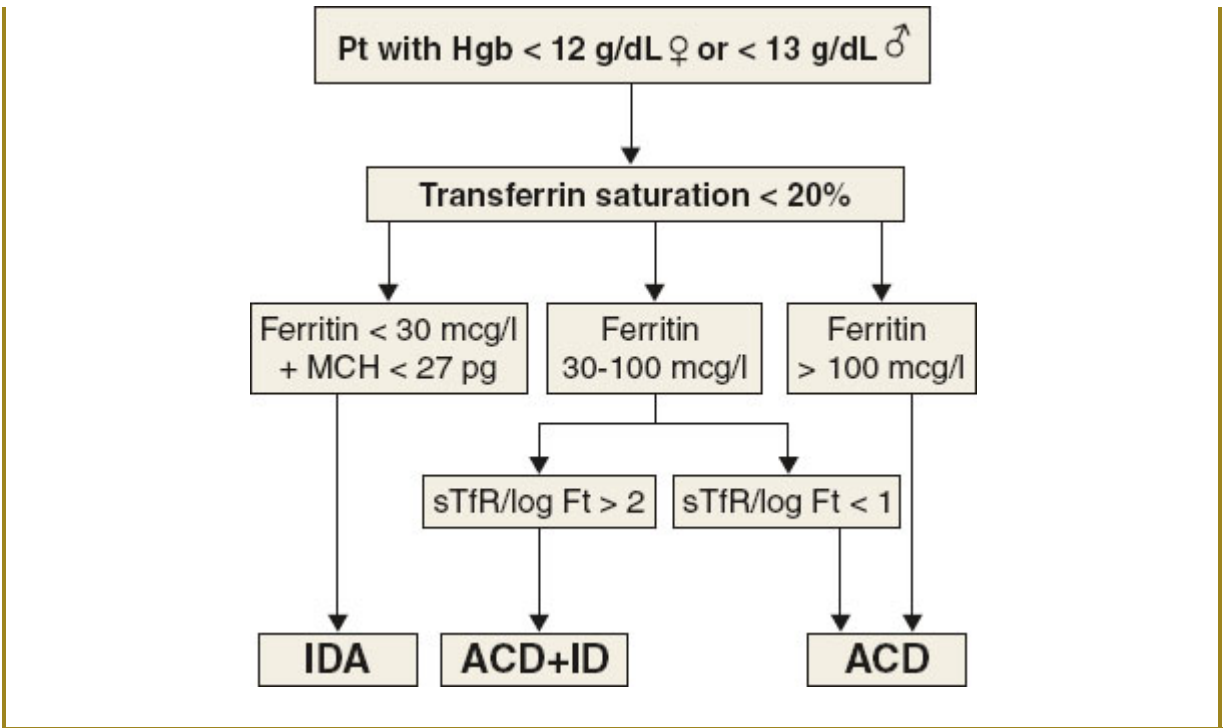 Pt with Hgb < 12 g/dL ♀ or < 13 g/dL ♂
Transferrin saturation < 20%
Ferritin < 30 mcg/l
+ MCH < 27 pg
Ferritin
30-100 mcg/l
Ferritin
> 100 mcg/l
sTfR/log Ft > 2
sTfR/log Ft < 1
IDA
ACD+ID
ACD